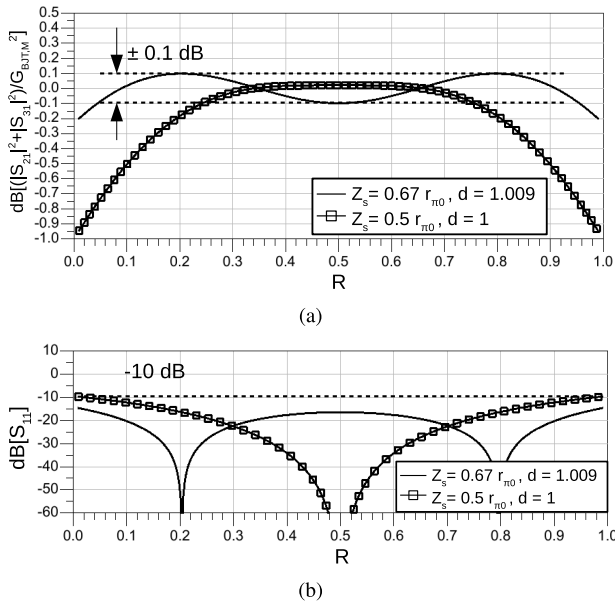 0.5
0.4
0.3
0.2
0.1
0.0
-0.1
-0.2
-0.3
-0.4
-0.5
-0.6
-0.7
-0.8
-0.9
-1.0
dB[(|S21|²+|S31|²)/G_BJT,M²]
± 0.1 dB
Zs= 0.67 rπ0 , d = 1.009
Zs= 0.5 rπ0 , d = 1
0.0 0.1 0.2 0.3 0.4 0.5 0.6 0.7 0.8 0.9 1.0
R
(a)
10
0
-10
-20
-30
-40
-50
-60
dB[S11]
-10 dB
Zs= 0.67 rπ0 , d = 1.009
Zs= 0.5 rπ0 , d = 1
0.0 0.1 0.2 0.3 0.4 0.5 0.6 0.7 0.8 0.9 1.0
R
(b)